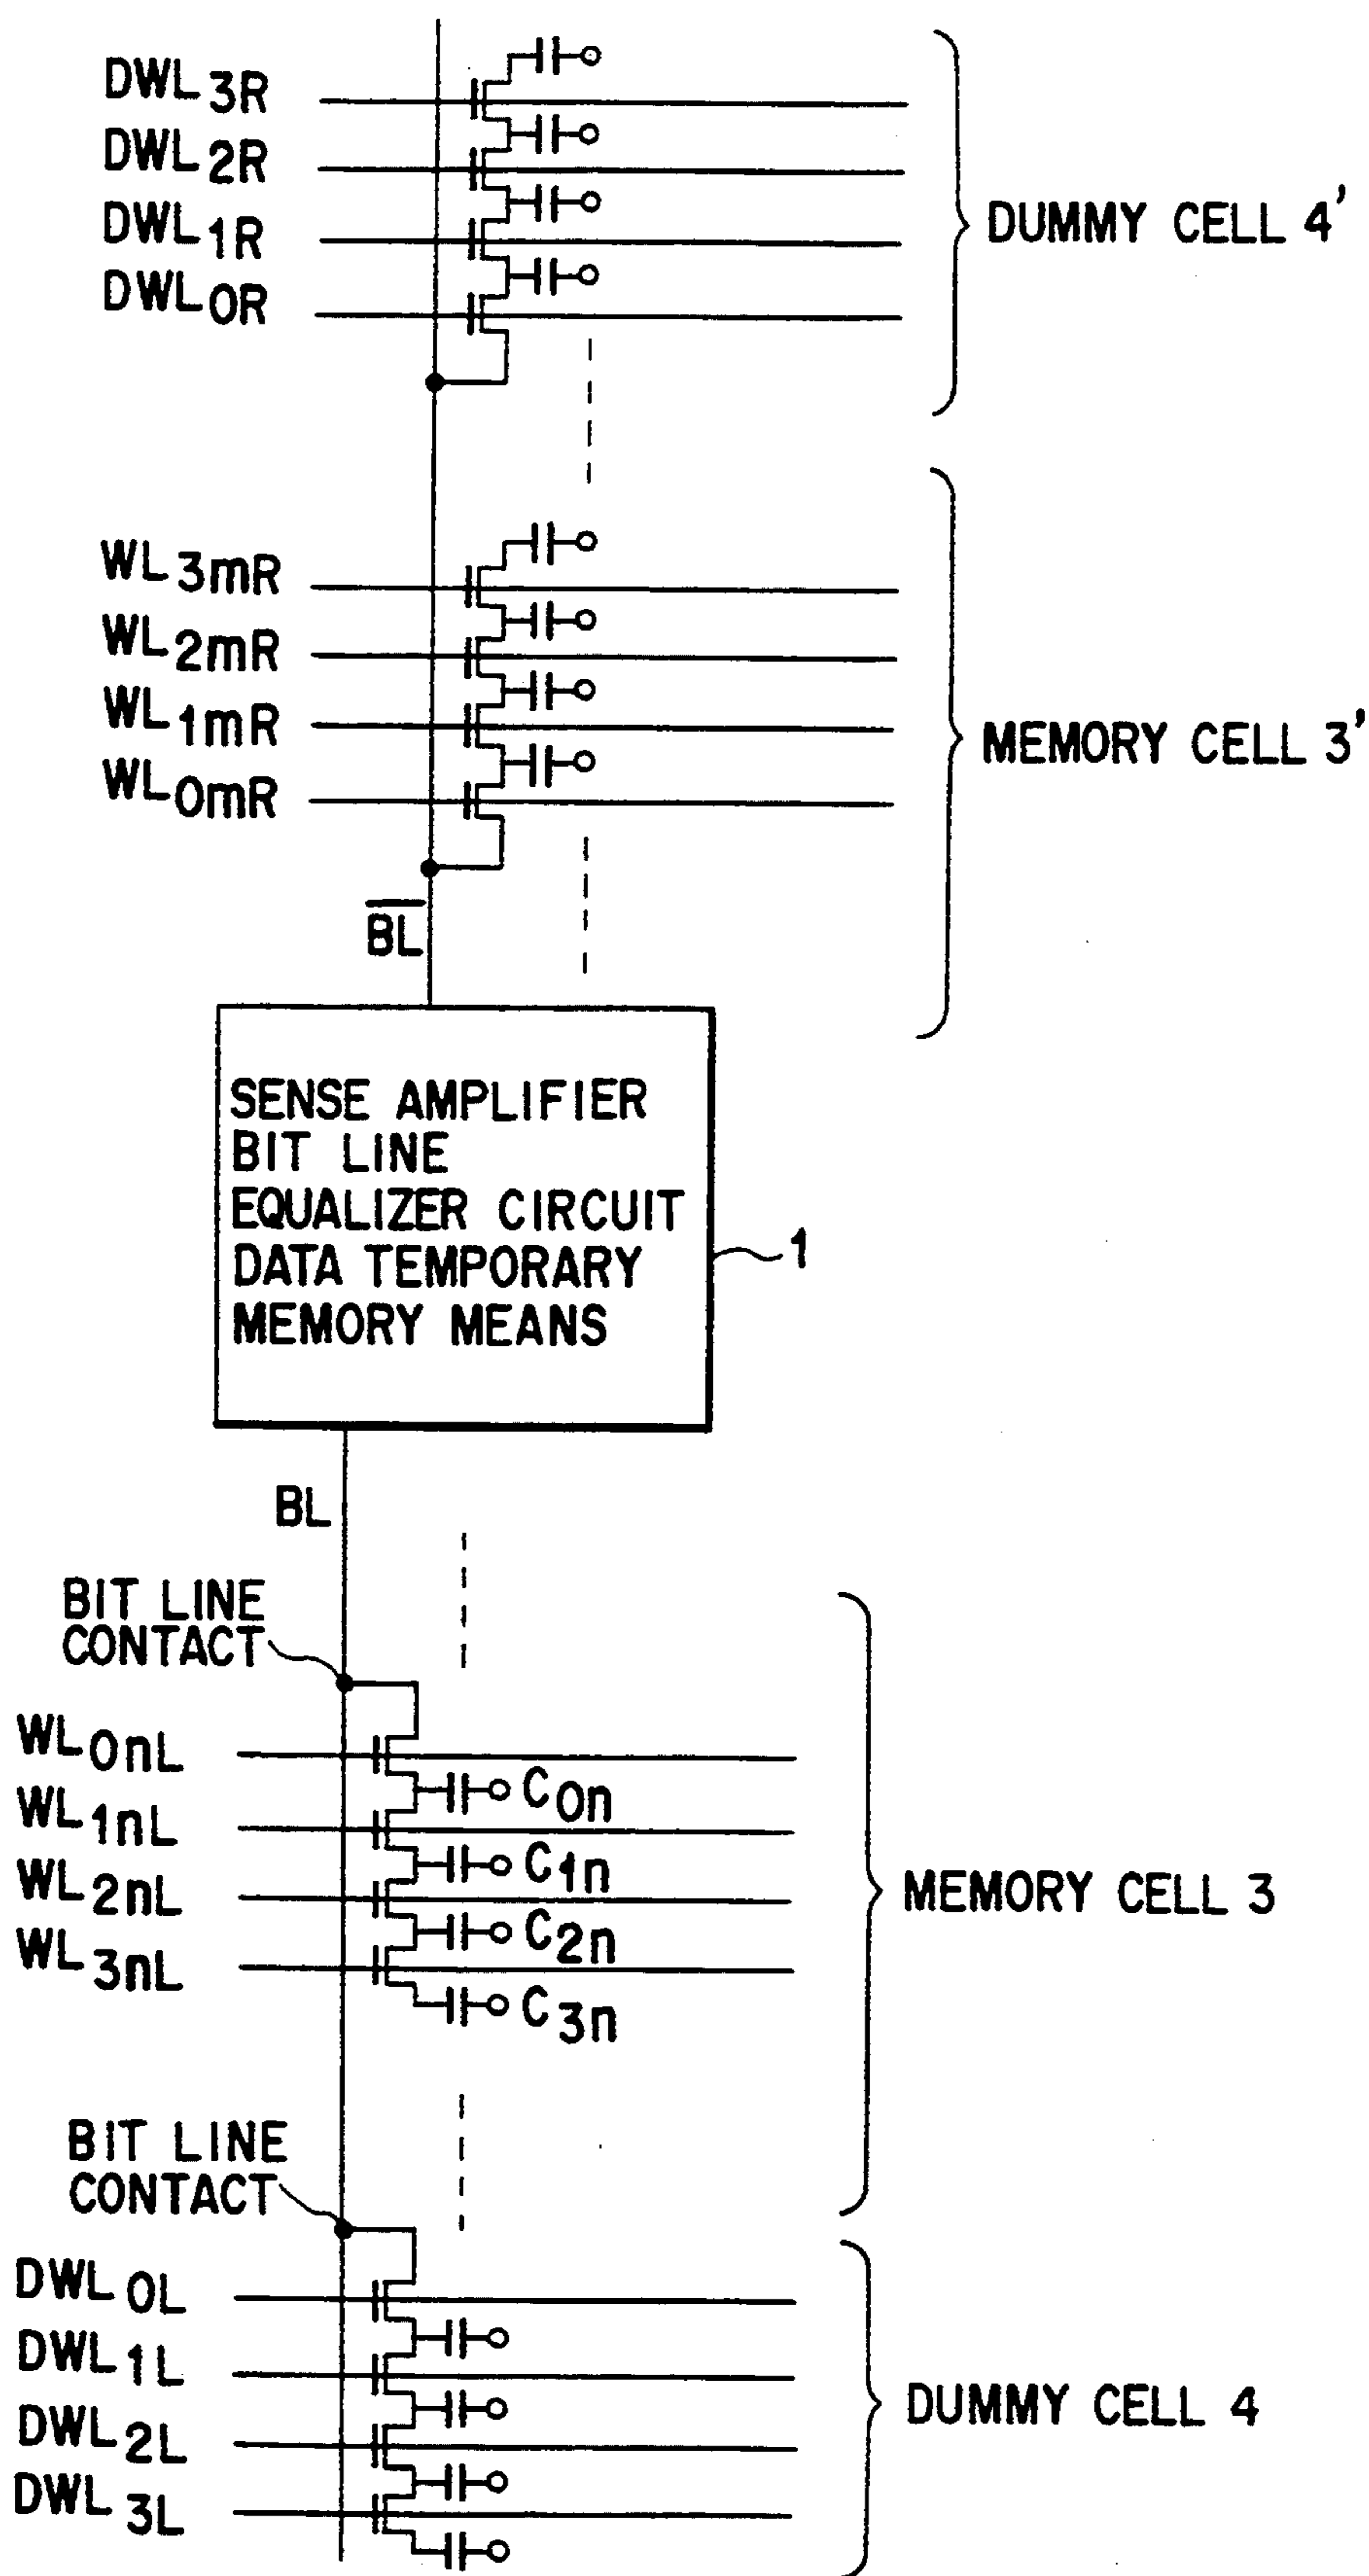 DWL3R
DWL2R
DWL1R
DWL0R
DUMMY CELL 4'
WL3mR
WL2mR
WL1mR
WL0mR
MEMORY CELL 3'
B̅L̅
SENSE AMPLIFIER
BIT LINE
EQUALIZER CIRCUIT
DATA TEMPORARY
MEMORY MEANS
1
BL
BIT LINE
CONTACT
WL0nL
C0n
WL1nL
C1n
WL2nL
C2n
WL3nL
C3n
MEMORY CELL 3
BIT LINE
CONTACT
DWL0L
DWL1L
DWL2L
DWL3L
DUMMY CELL 4